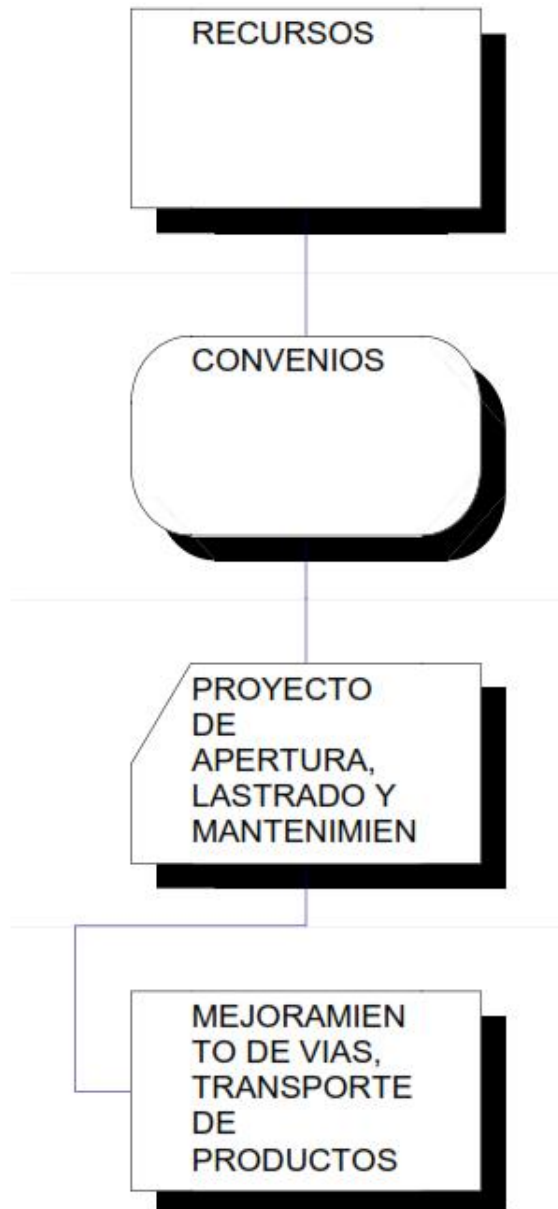 RECURSOS
CONVENIOS
PROYECTO
DE
APERTURA,
LASTRADO Y
MANTENIMIEN
MEJORAMIEN
TO DE VIAS,
TRANSPORTE
DE
PRODUCTOS